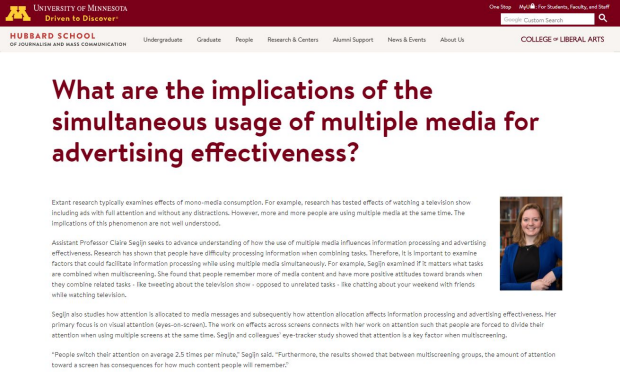 UNIVERSITY OF MINNESOTA
Driven to Discover®
One Stop MyU: For Students, Faculty, and Staff
Google Custom Search
HUBBARD SCHOOL
OF JOURNALISM AND MASS COMMUNICATION
Undergraduate Graduate People Research & Centers Alumni Support News & Events About Us
COLLEGE OF LIBERAL ARTS
What are the implications of the
simultaneous usage of multiple media for
advertising effectiveness?
Extant research typically examines effects of mono-media consumption. For example, research has tested effects of watching a television show
including ads with full attention and without any distractions. However, more and more people are using multiple media at the same time. The
implications of this phenomenon are not well understood.
Assistant Professor Claire Segijn seeks to advance understanding of how the use of multiple media influences information processing and advertising
effectiveness. Research has shown that people have difficulty processing information when combining tasks. Therefore, it is important to examine
factors that could facilitate information processing while using multiple media simultaneously. For example, Segijn examined if it matters what tasks
are combined when multiscreening. She found that people remember more of media content and have more positive attitudes toward brands when
they combine related tasks - like tweeting about the television show - opposed to unrelated tasks - like chatting about your weekend with friends
while watching television.
Segijn also studies how attention is allocated to media messages and subsequently how attention allocation affects information processing and advertising effectiveness. Her
primary focus is on visual attention (eyes-on-screen). The work on effects across screens connects with her work on attention such that people are forced to divide their
attention when using multiple screens at the same time. Segijn and colleagues' eye-tracker study showed that attention is a key factor when multiscreening.
"People switch their attention on average 2.5 times per minute," Segijn said. "Furthermore, the results showed that between multiscreening groups, the amount of attention
toward a screen has consequences for how much content people will remember."